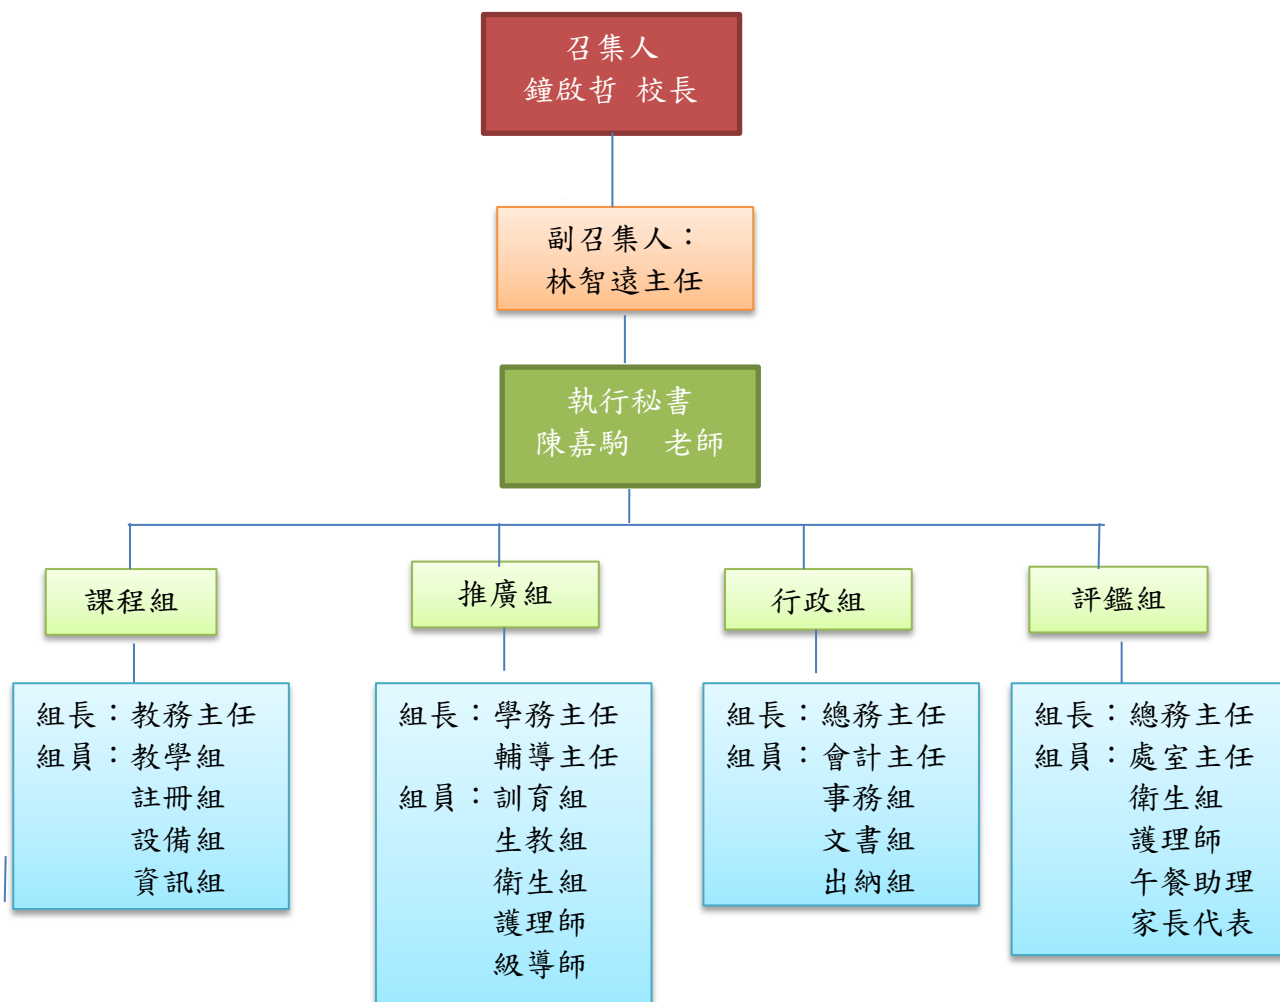 召集人
鐘啟哲 校長
副召集人：
林智遠主任
執行秘書
陳嘉駒 老師
課程組
推廣組
行政組
評鑑組
組長：教務主任
組員：教學組
註冊組
設備組
資訊組
組長：學務主任
輔導主任
組員：訓育組
生教組
衛生組
護理師
級導師
組長：總務主任
組員：會計主任
事務組
文書組
出納組
組長：總務主任
組員：處室主任
衛生組
護理師
午餐助理
家長代表